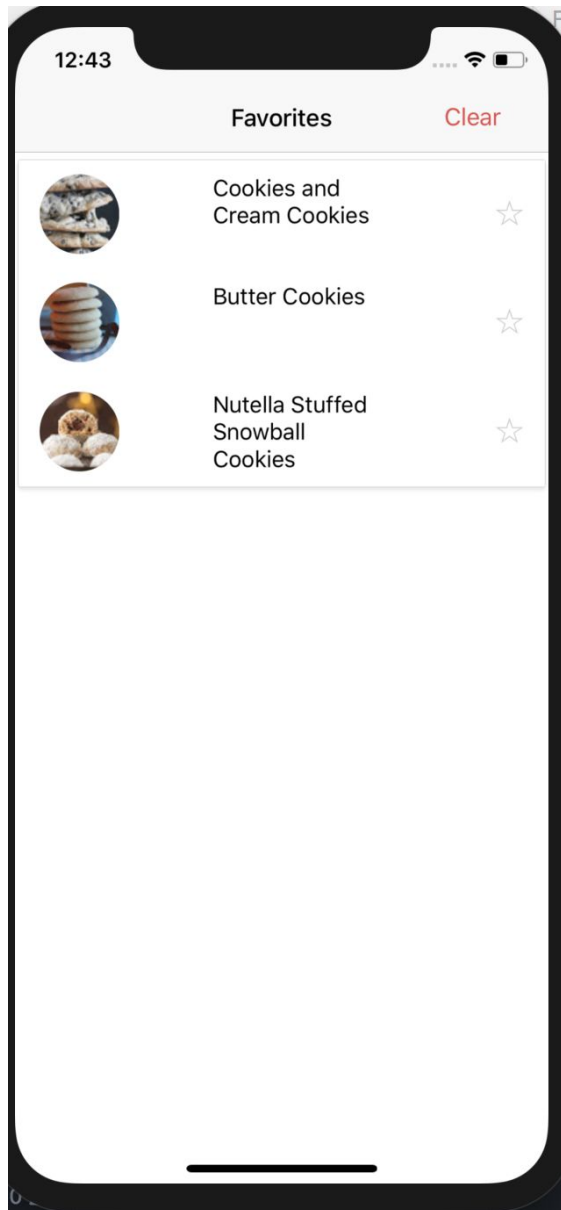 12:43
Favorites Clear
Cookies and
Cream Cookies
Butter Cookies
Nutella Stuffed
Snowball
Cookies